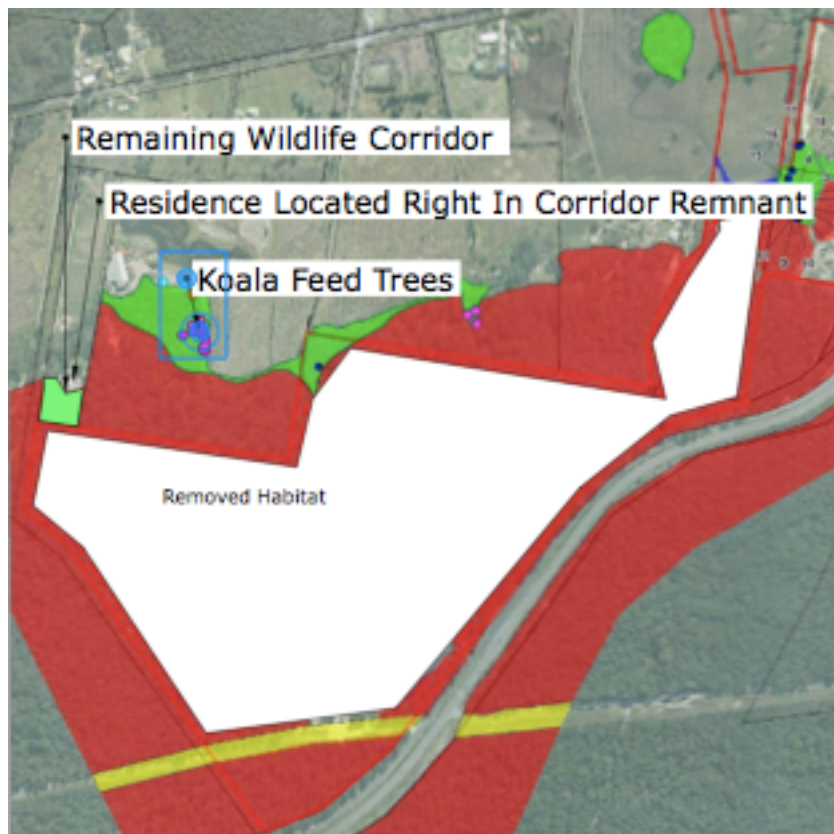 Remaining Wildlife Corridor
Residence Located Right In Corridor Remnant
Koala Feed Trees
Removed Habitat